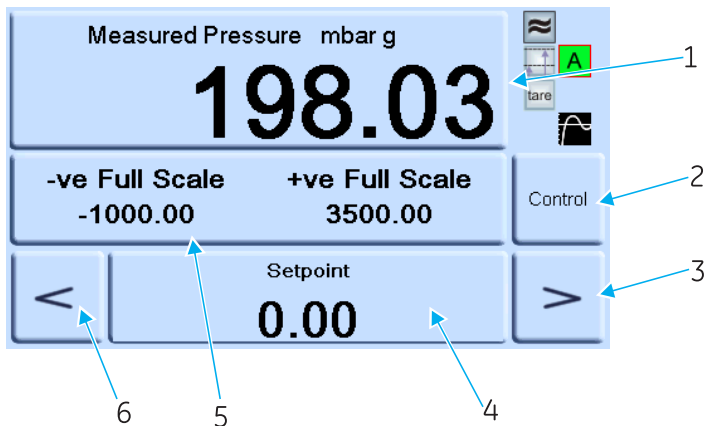 Measured Pressure mbar g
198.03
≈
A
tare
1
-ve Full Scale +ve Full Scale
-1000.00 3500.00
Control
2
<
Setpoint
0.00
>
3
6
5
4